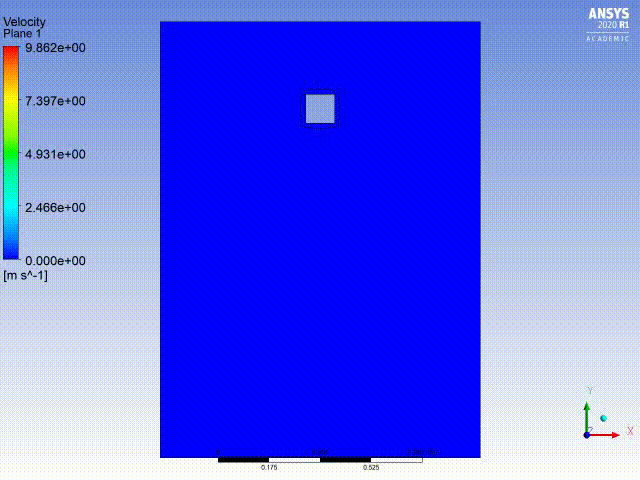 Velocity
Plane 1
9.862e+00
7.397e+00
4.931e+00
2.466e+00
0.000e+00
[m s^-1]
ANSYS
2020 R1
ACADEMIC
Y
Z
X
0
0.175
0.525